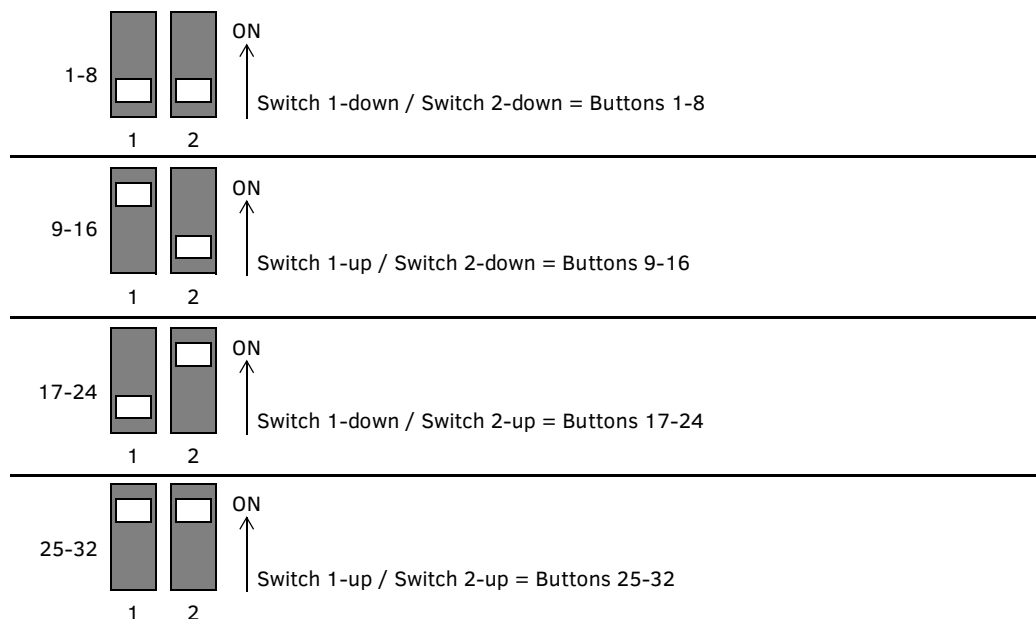 ON
1-8
Switch 1-down / Switch 2-down = Buttons 1-8
1 2
ON
9-16
Switch 1-up / Switch 2-down = Buttons 9-16
1 2
ON
17-24
Switch 1-down / Switch 2-up = Buttons 17-24
1 2
ON
25-32
Switch 1-up / Switch 2-up = Buttons 25-32
1 2